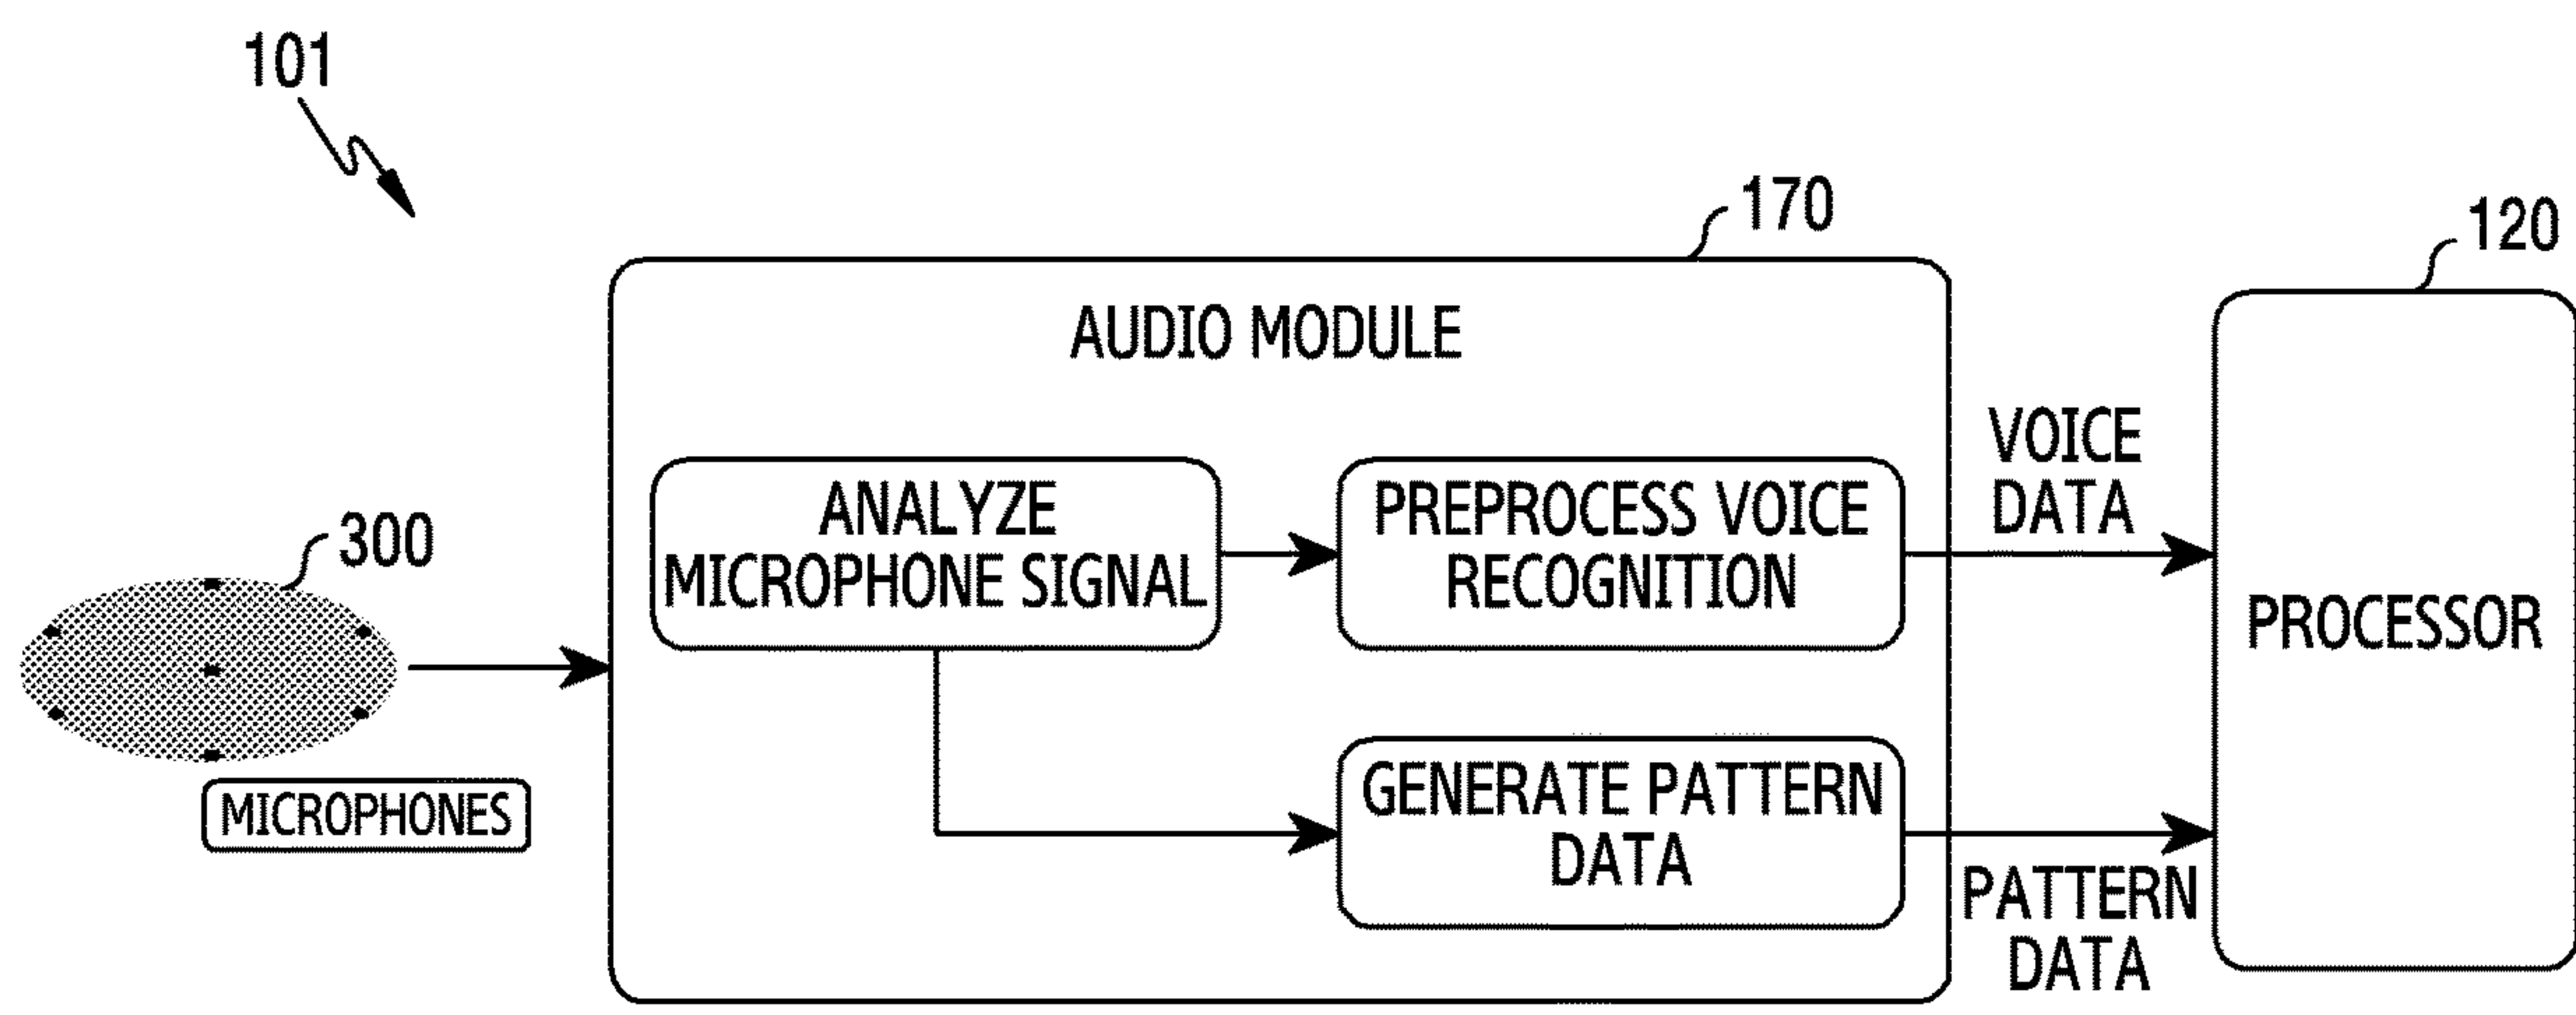 101
170
120
AUDIO MODULE
VOICE
DATA
ANALYZE
MICROPHONE SIGNAL
PREPROCESS VOICE
RECOGNITION
300
PROCESSOR
MICROPHONES
GENERATE PATTERN
DATA
PATTERN
DATA